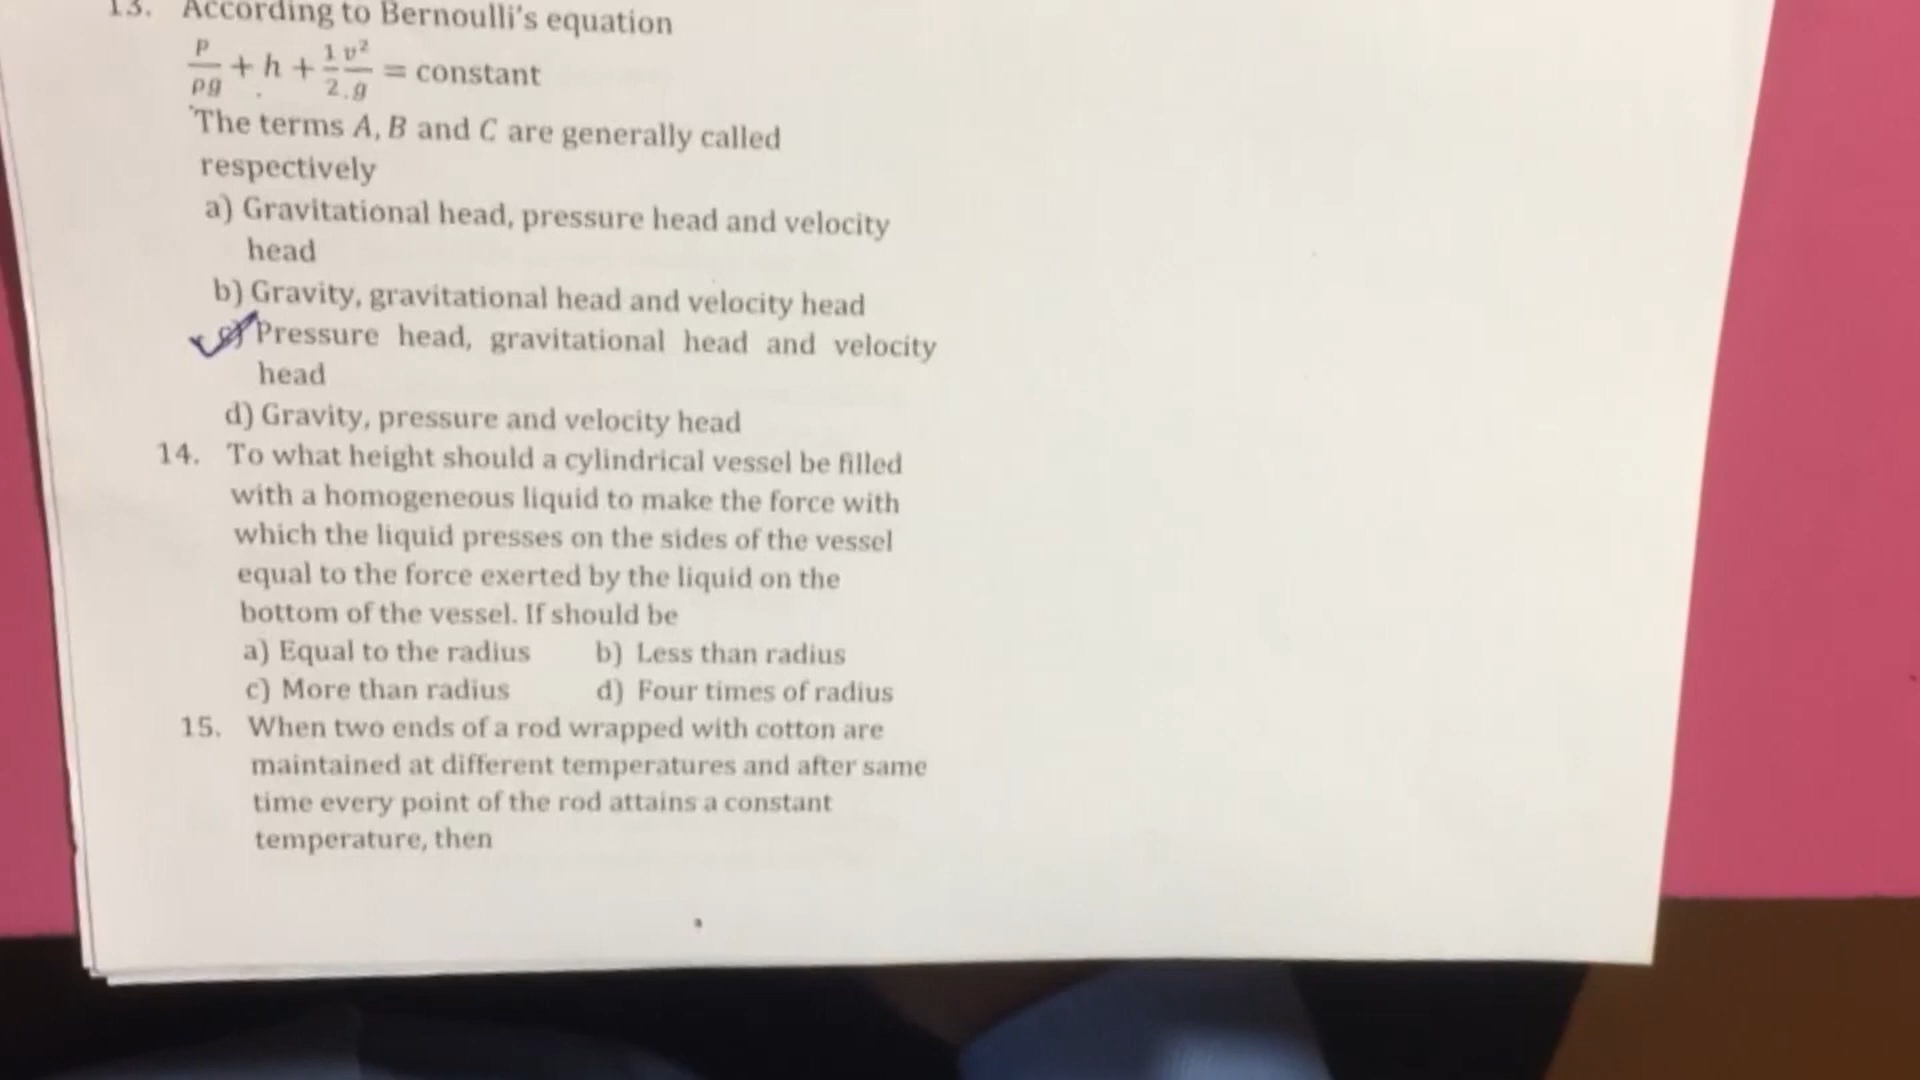 13. According to Bernoulli's equation
p/ρg + h + 1/2 v²/g = constant
The terms A, B and C are generally called
respectively
a) Gravitational head, pressure head and velocity
head
b) Gravity, gravitational head and velocity head
c) Pressure head, gravitational head and velocity
head
d) Gravity, pressure and velocity head
14. To what height should a cylindrical vessel be filled
with a homogeneous liquid to make the force with
which the liquid presses on the sides of the vessel
equal to the force exerted by the liquid on the
bottom of the vessel. If should be
a) Equal to the radius b) Less than radius
c) More than radius d) Four times of radius
15. When two ends of a rod wrapped with cotton are
maintained at different temperatures and after same
time every point of the rod attains a constant
temperature, then